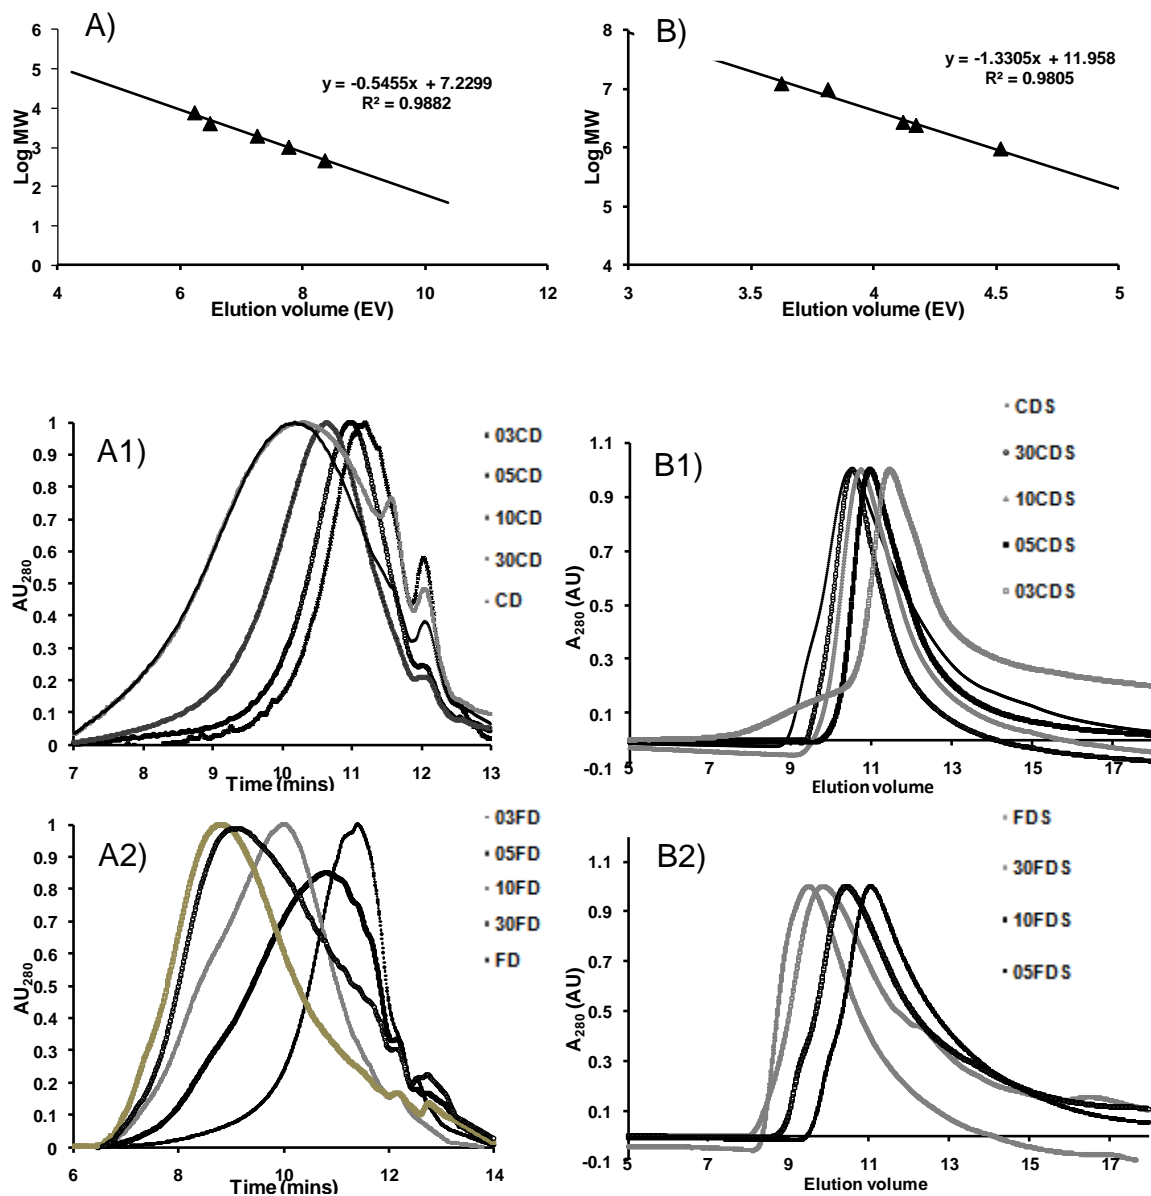 A)
6
5
4
3
2
1
0
Log MW
y = -0.5455x + 7.2299
R² = 0.9882
4
6
8
10
12
Elution volume (EV)
B)
8
7
6
5
4
Log MW
y = -1.3305x + 11.958
R² = 0.9805
3
3.5
4
4.5
5
Elution volume (EV)
A1)
1
0.9
0.8
0.7
0.6
0.5
0.4
0.3
0.2
0.1
0
AU280
03CD
05CD
10CD
30CD
CD
7
8
9
10
11
12
13
Time (mins)
B1)
1.1
0.9
0.7
0.5
0.3
0.1
-0.1
A280 (AU)
CDS
30CDS
10CDS
05CDS
03CDS
5
7
9
11
13
15
17
Elution volume
A2)
1
0.9
0.8
0.7
0.6
0.5
0.4
0.3
0.2
0.1
0
AU280
03FD
05FD
10FD
30FD
FD
6
8
10
12
14
Time (mins)
B2)
1.1
0.9
0.7
0.5
0.3
0.1
-0.1
A280 (AU)
FDS
30FDS
10FDS
05FDS
5
7
9
11
13
15
17
Elution volume